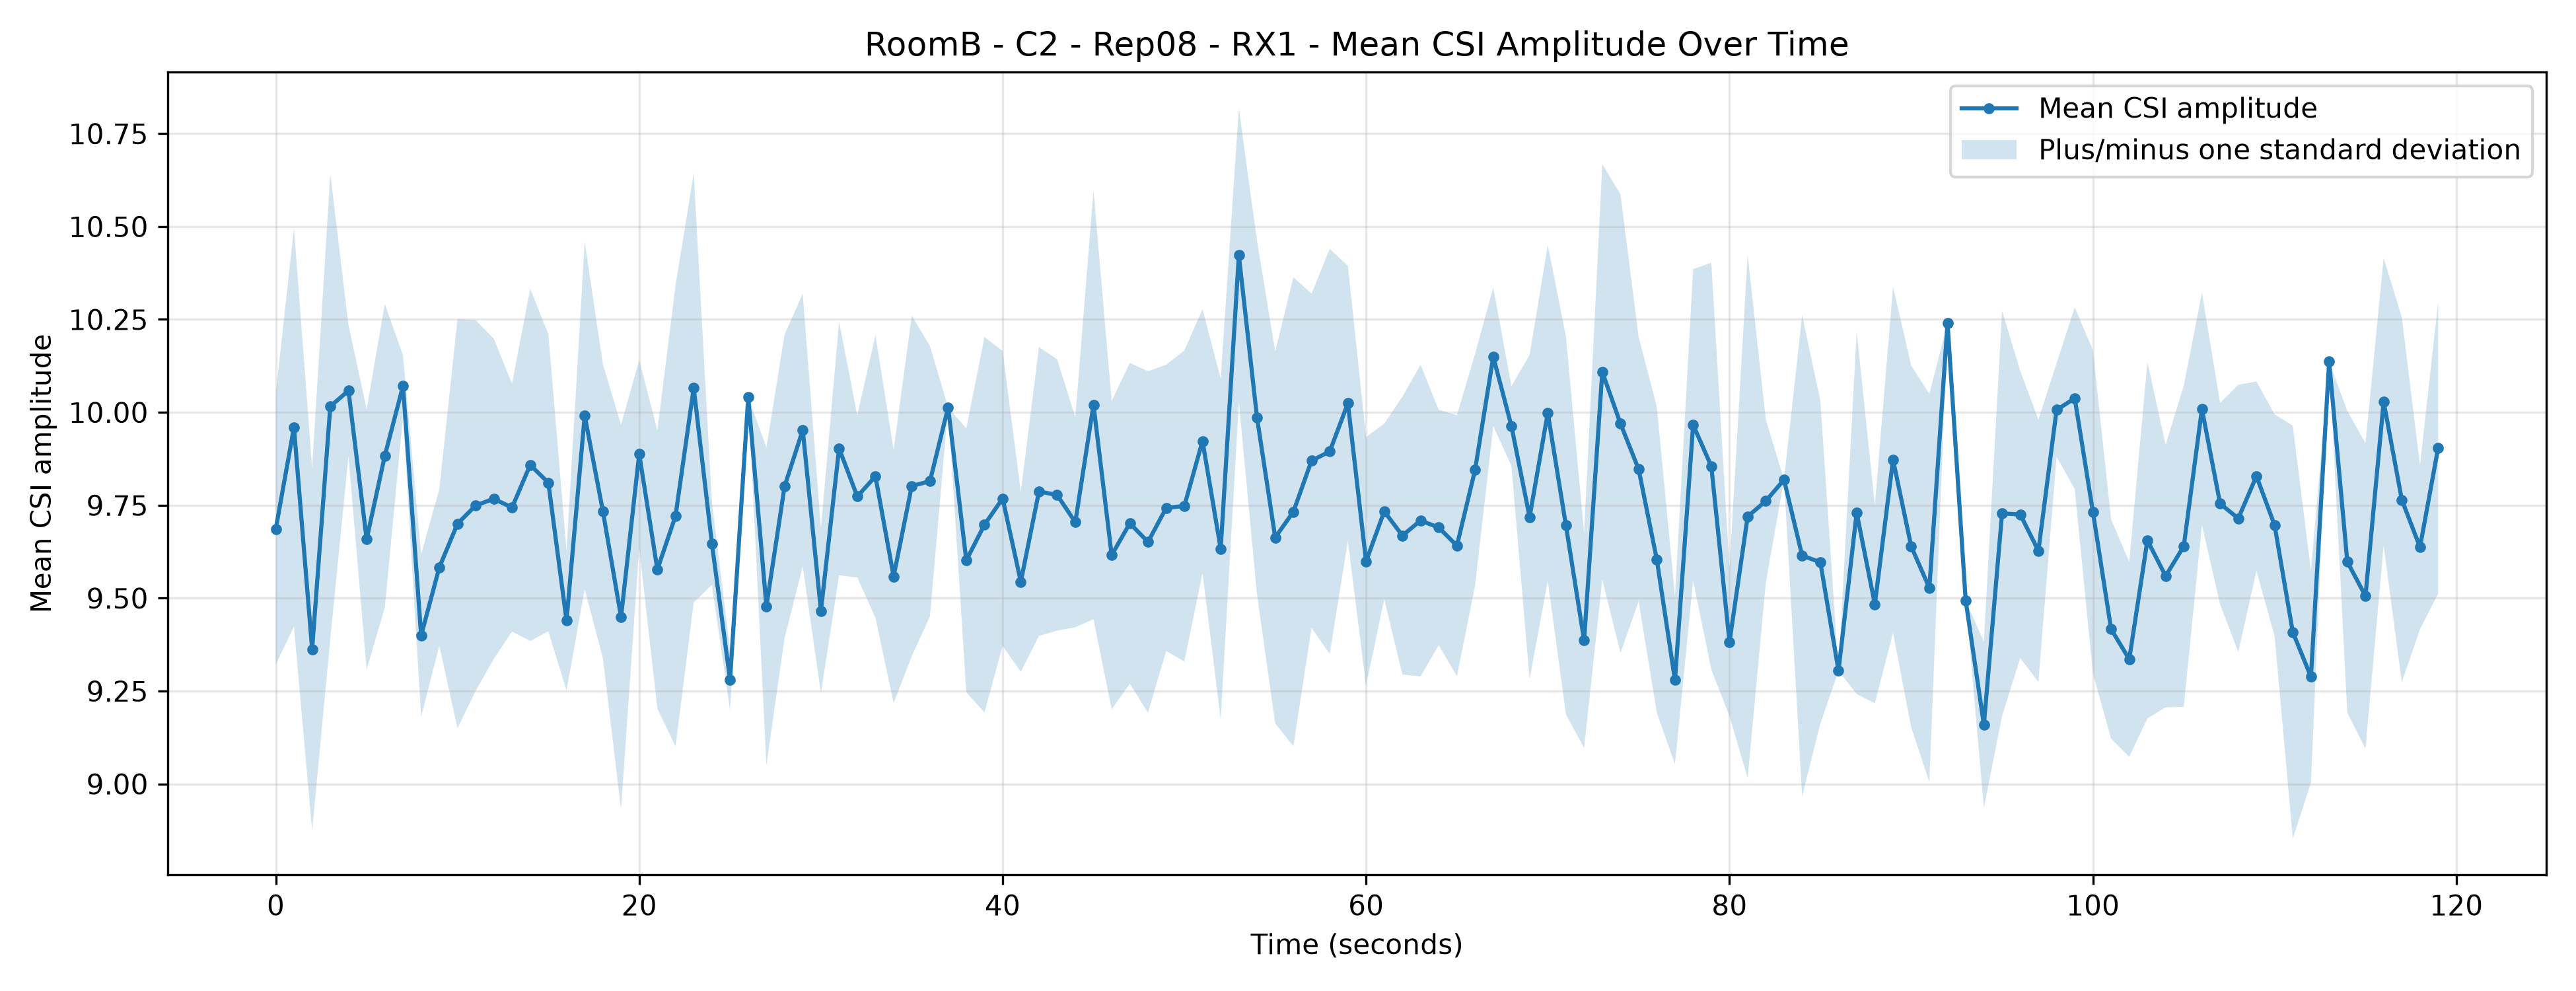 RoomB - C2 - Rep08 - RX1 - Mean CSI Amplitude Over Time
Mean CSI amplitude
Plus/minus one standard deviation
Mean CSI amplitude
10.75
10.50
10.25
10.00
9.75
9.50
9.25
9.00
0 20 40 60 80 100 120
Time (seconds)